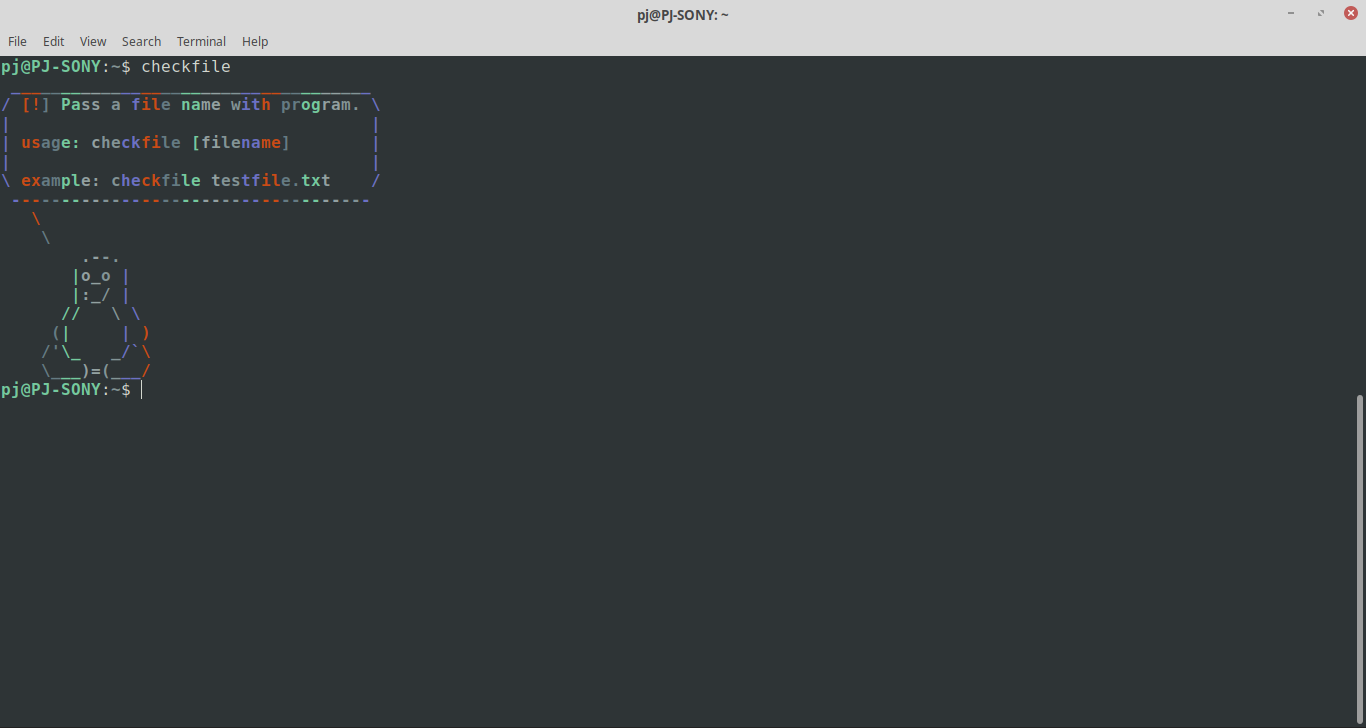 pj@PJ-SONY: ~
File Edit View Search Terminal Help
pj@PJ-SONY:~$ checkfile
 ____________________________________
/ [!] Pass a file name with program. \
|                                    |
| usage: checkfile [filename]        |
|                                    |
\ example: checkfile testfile.txt    /
 ------------------------------------
   \
    \
        .--.
       |o_o |
       |:_/ |
      //   \ \
     (|     | )
    /'\_   _/`\
    \___)=(___/
pj@PJ-SONY:~$